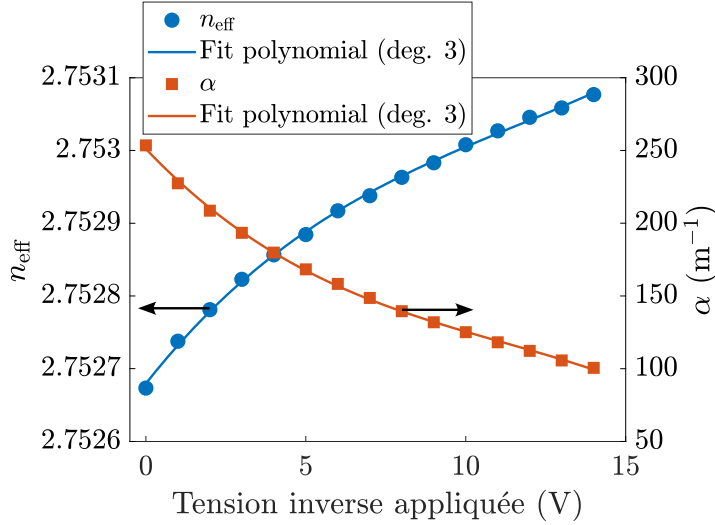 n_eff
Fit polynomial (deg. 3)
α
Fit polynomial (deg. 3)
2.7531
2.753
2.7529
2.7528
2.7527
2.7526
n_eff
300
250
200
150
100
50
α (m⁻¹)
0 5 10 15
Tension inverse appliquée (V)